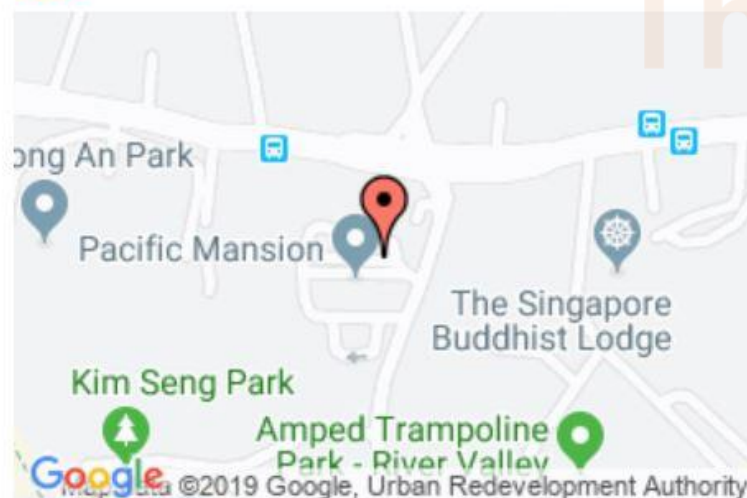 ong An Park
Pacific Mansion
The Singapore
Buddhist Lodge
Kim Seng Park
Amped Trampoline
Park - River Valley
Google
©2019 Google, Urban Redevelopment Authority